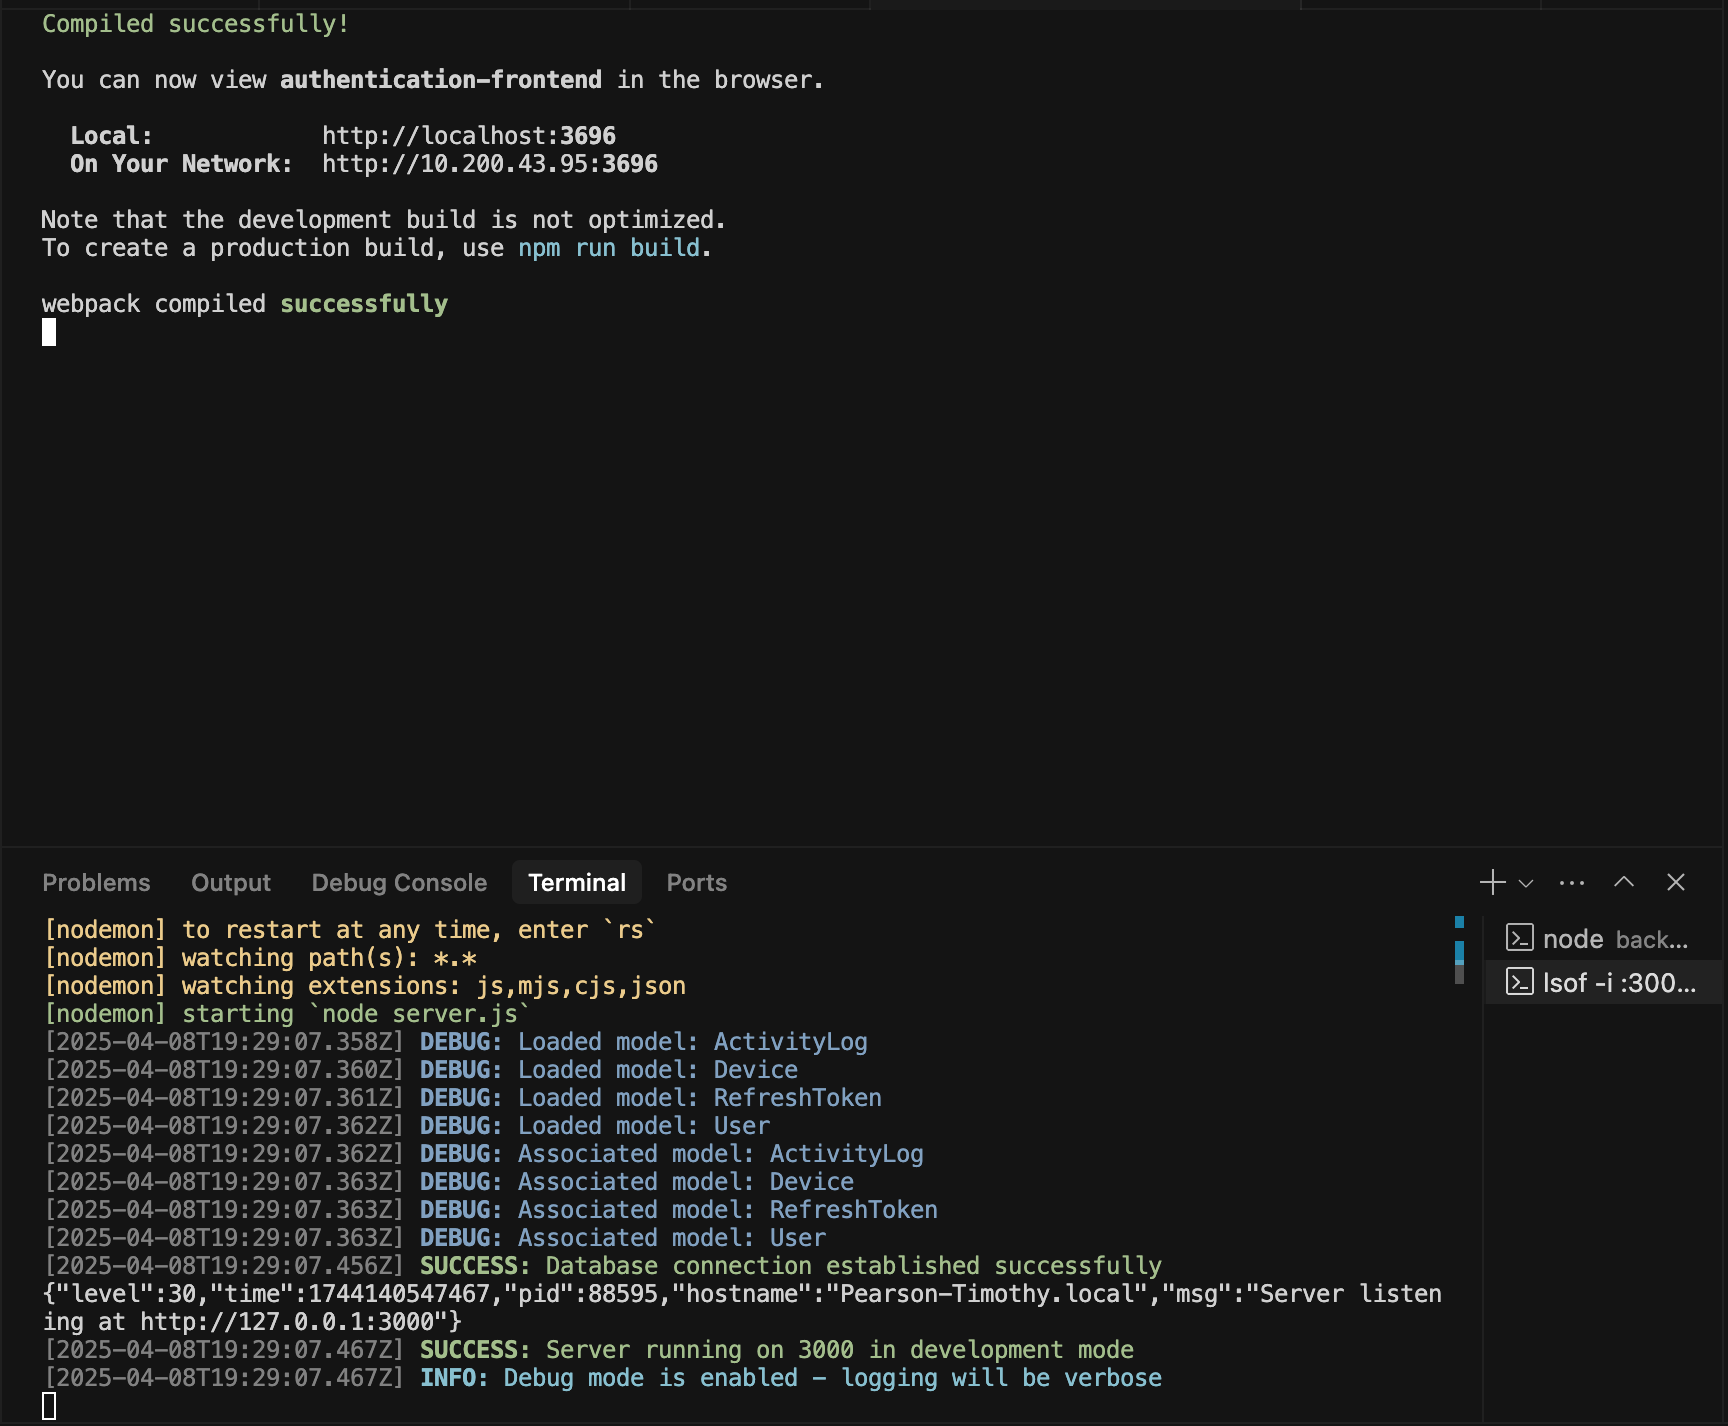 Compiled successfully!
You can now view authentication-frontend in the browser.
Local: http://localhost:3696
On Your Network: http://10.200.43.95:3696
Note that the development build is not optimized.
To create a production build, use npm run build.
webpack compiled successfully
Problems Output Debug Console Terminal Ports
[nodemon] to restart at any time, enter `rs`
[nodemon] watching path(s): *.*
[nodemon] watching extensions: js,mjs,cjs,json
[nodemon] starting `node server.js`
[2025-04-08T19:29:07.358Z] DEBUG: Loaded model: ActivityLog
[2025-04-08T19:29:07.360Z] DEBUG: Loaded model: Device
[2025-04-08T19:29:07.361Z] DEBUG: Loaded model: RefreshToken
[2025-04-08T19:29:07.362Z] DEBUG: Loaded model: User
[2025-04-08T19:29:07.362Z] DEBUG: Associated model: ActivityLog
[2025-04-08T19:29:07.363Z] DEBUG: Associated model: Device
[2025-04-08T19:29:07.363Z] DEBUG: Associated model: RefreshToken
[2025-04-08T19:29:07.363Z] DEBUG: Associated model: User
[2025-04-08T19:29:07.456Z] SUCCESS: Database connection established successfully
{"level":30,"time":1744140547467,"pid":88595,"hostname":"Pearson-Timothy.local","msg":"Server listen
ing at http://127.0.0.1:3000"}
[2025-04-08T19:29:07.467Z] SUCCESS: Server running on 3000 in development mode
[2025-04-08T19:29:07.467Z] INFO: Debug mode is enabled - logging will be verbose
node back...
lsof -i :300...